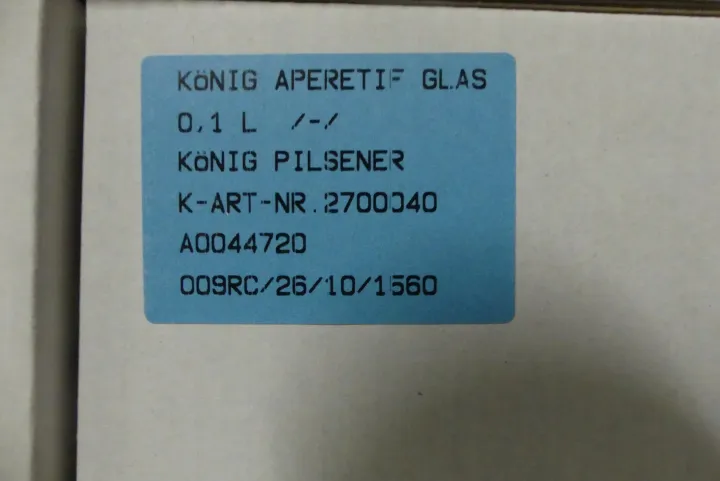 KöNIG APERETIF GLAS
0,1 L /-/
KöNIG PILSENER
K-ART-NR.2700040
A0044720
009RC/26/10/1560